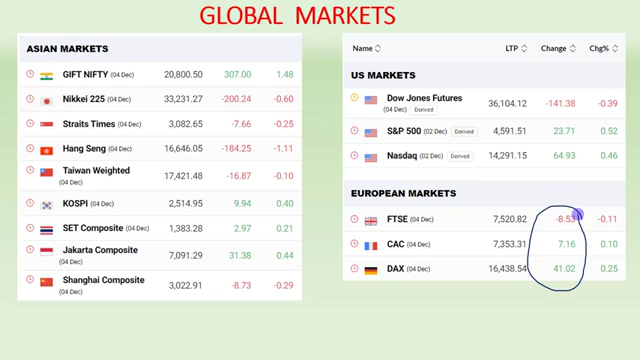 GLOBAL MARKETS
ASIAN MARKETS
GIFT NIFTY (04 Dec) 20,800.50 307.00 1.48
Nikkei 225 (04 Dec) 33,231.27 -200.24 -0.60
Straits Times (04 Dec) 3,082.65 -7.66 -0.25
Hang Seng (04 Dec) 16,646.05 -184.25 -1.11
Taiwan Weighted 17,421.48 -16.87 -0.10
(04 Dec)
KOSPI (04 Dec) 2,514.95 9.94 0.40
SET Composite (04 Dec) 1,383.28 2.97 0.21
Jakarta Composite 7,091.29 31.38 0.44
(04 Dec)
Shanghai Composite 3,022.91 -8.73 -0.29
(04 Dec)
Name LTP Change Chg%
US MARKETS
Dow Jones Futures 36,104.12 -141.38 -0.39
(04 Dec) Derived
S&P 500 (02 Dec) Derived 4,591.51 23.71 0.52
Nasdaq (02 Dec) Derived 14,291.15 64.93 0.46
EUROPEAN MARKETS
FTSE (04 Dec) 7,520.82 -8.53 -0.11
CAC (04 Dec) 7,353.31 7.16 0.10
DAX (04 Dec) 16,438.54 41.02 0.25